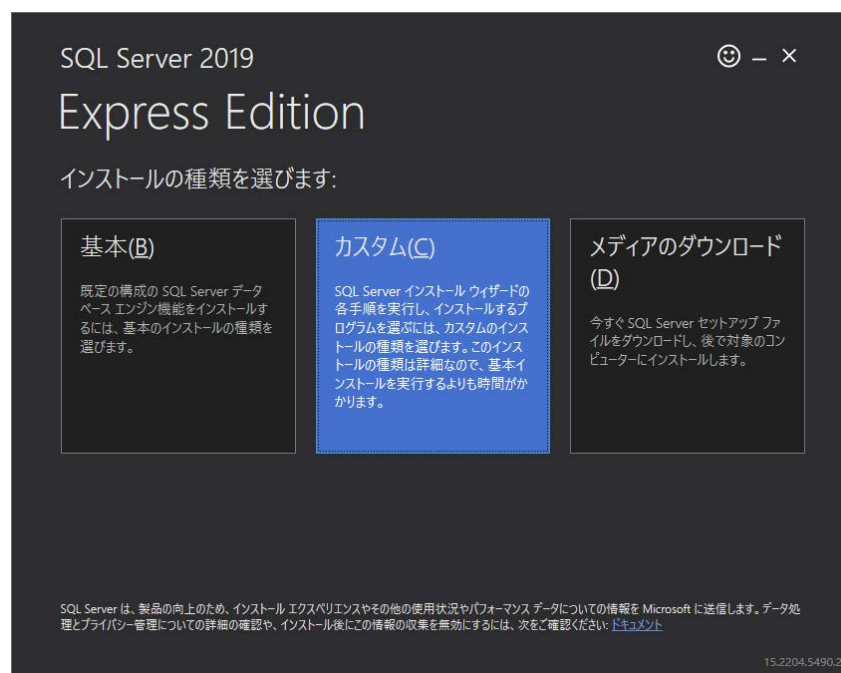 SQL Server 2019
Express Edition
インストールの種類を選びます:
基本(B)
既定の構成の SQL Server データ
ベース エンジン機能をインストールす
るには、基本のインストールの種類を
選びます。
カスタム(C)
SQL Server インストール ウィザードの
各手順を実行し、インストールするプ
ログラムを選ぶには、カスタムのインス
トールの種類を選びます。このインス
トールの種類は詳細なので、基本イ
ンストールを実行するよりも時間がか
かります。
メディアのダウンロード
(D)
今すぐ SQL Server セットアップ ファ
イルをダウンロードし、後で対象のコン
ピューターにインストールします。
SQL Server は、製品の向上のため、インストール エクスペリエンスやその他の使用状況やパフォーマンス データについての情報を Microsoft に送信します。データ処
理とプライバシー管理についての詳細の確認や、インストール後にこの情報の収集を無効にするには、次をご確認ください: ドキュメント
15.2204.5490.2